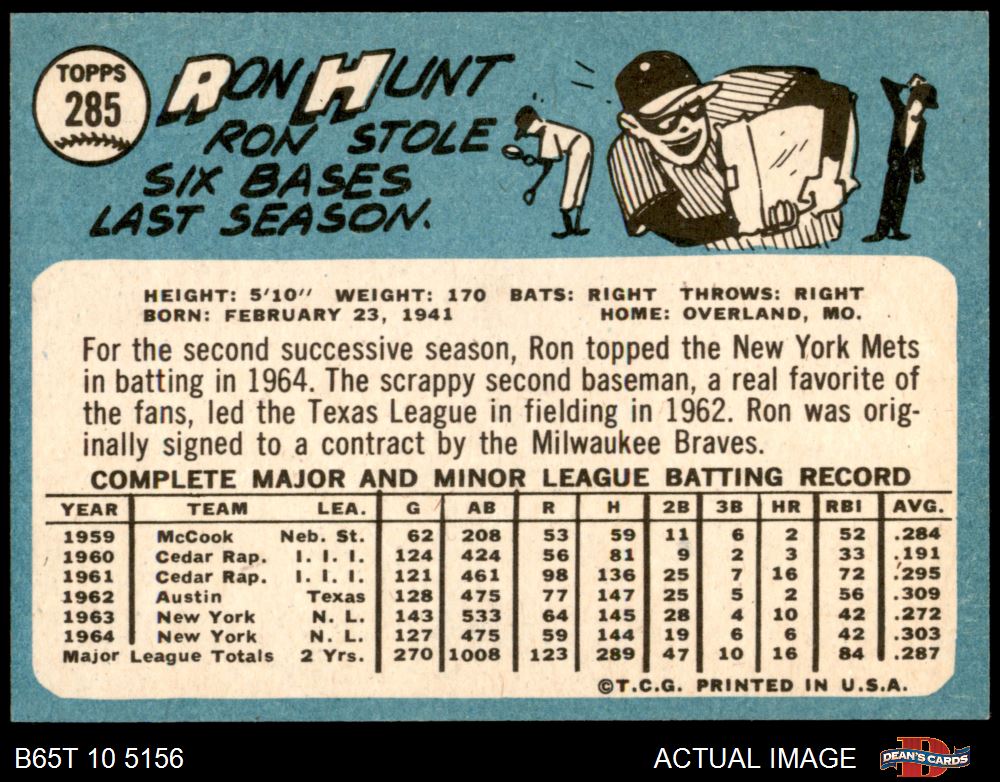 TOPPS
285
RON HUNT
RON STOLE
SIX BASES
LAST SEASON.
HEIGHT: 5'10" WEIGHT: 170 BATS: RIGHT THROWS: RIGHT
BORN: FEBRUARY 23, 1941 HOME: OVERLAND, MO.
For the second successive season, Ron topped the New York Mets
in batting in 1964. The scrappy second baseman, a real favorite of
the fans, led the Texas League in fielding in 1962. Ron was orig-
inally signed to a contract by the Milwaukee Braves.
COMPLETE MAJOR AND MINOR LEAGUE BATTING RECORD
YEAR TEAM LEA. G AB R H 2B 3B HR RBI AVG.
1959 McCook Neb. St. 62 208 53 59 11 6 2 52 .284
1960 Cedar Rap. I. I. I. 124 424 56 81 9 2 3 33 .191
1961 Cedar Rap. I. I. I. 121 461 98 136 25 7 16 72 .295
1962 Austin Texas 128 475 77 147 25 5 2 56 .309
1963 New York N. L. 143 533 64 145 28 4 10 42 .272
1964 New York N. L. 127 475 59 144 19 6 6 42 .303
Major League Totals 2 Yrs. 270 1008 123 289 47 10 16 84 .287
©T.C.G. PRINTED IN U.S.A.
B65T 10 5156 ACTUAL IMAGE DEAN'S CARDS